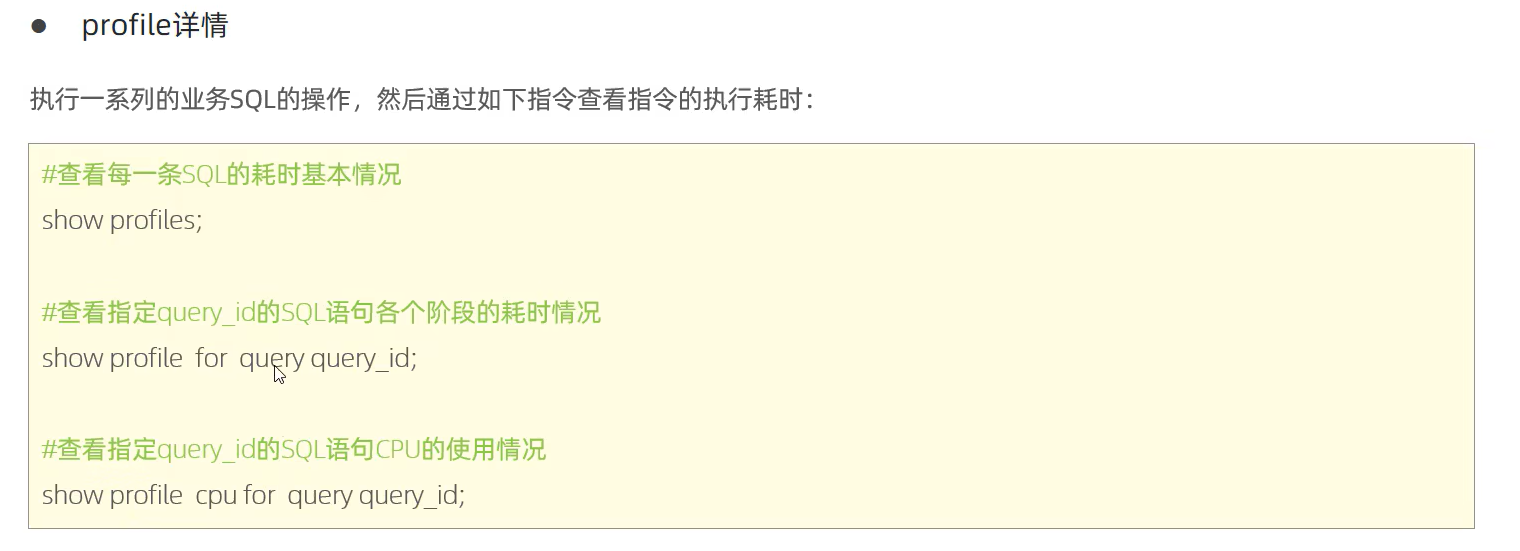 ● profile详情
执行一系列的业务SQL的操作，然后通过如下指令查看指令的执行耗时：
#查看每一条SQL的耗时基本情况
show profiles;
#查看指定query_id的SQL语句各个阶段的耗时情况
show profile for query query_id;
#查看指定query_id的SQL语句CPU的使用情况
show profile cpu for query query_id;